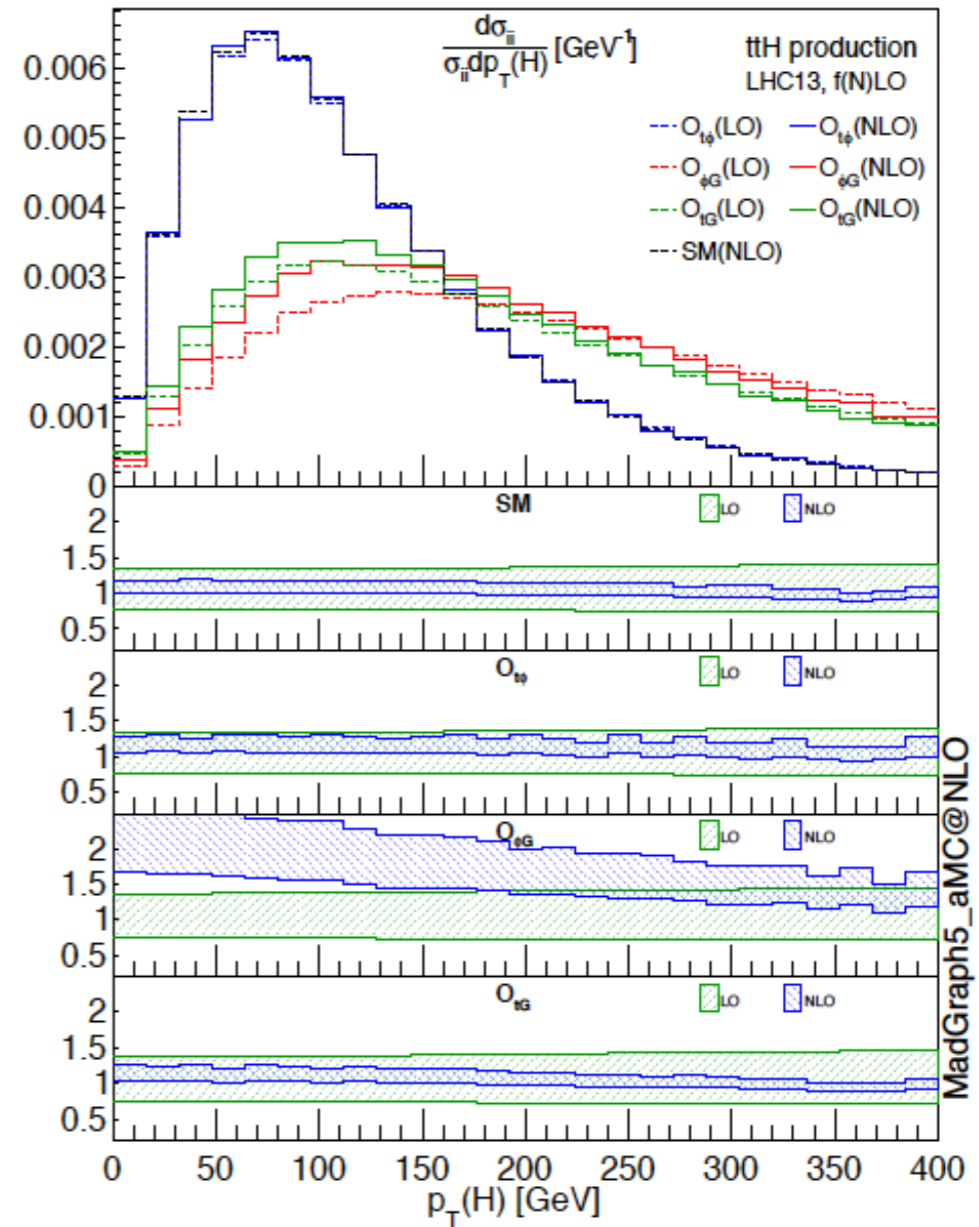 dσᵢᵢ / σᵢᵢdp_T(H) [GeV⁻¹]
ttH production
LHC13, f(N)LO
O_tϕ(LO) O_tϕ(NLO)
O_ϕG(LO) O_ϕG(NLO)
O_tG(LO) O_tG(NLO)
SM(NLO)
0.006
0.005
0.004
0.003
0.002
0.001
0
SM LO NLO
2
1.5
1
0.5
O_tϕ LO NLO
2
1.5
1
0.5
O_ϕG LO NLO
2
1.5
1
0.5
O_tG LO NLO
2
1.5
1
0.5
0 50 100 150 200 250 300 350 400
p_T(H) [GeV]
MadGraph5_aMC@NLO